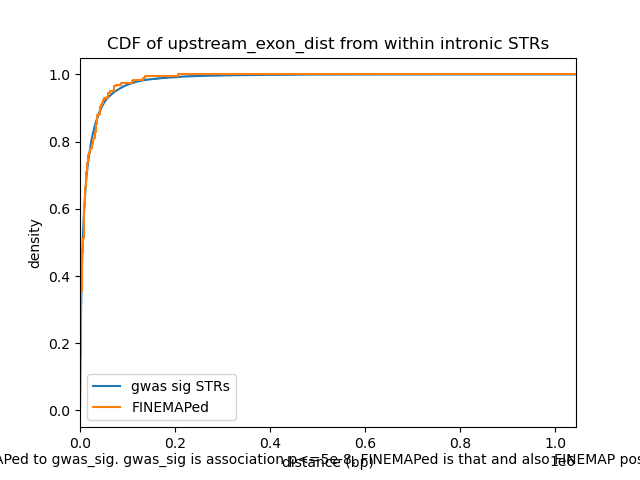 CDF of upstream_exon_dist from within intronic STRs
1.0
0.8
0.6
0.4
0.2
0.0
density
gwas sig STRs
FINEMAPed
0.0 0.2 0.4 0.6 0.8 1.0
distance (bp)
1e6
APed to gwas_sig. gwas_sig is association p<=5e-8, FINEMAPed is that and also FINEMAP pos